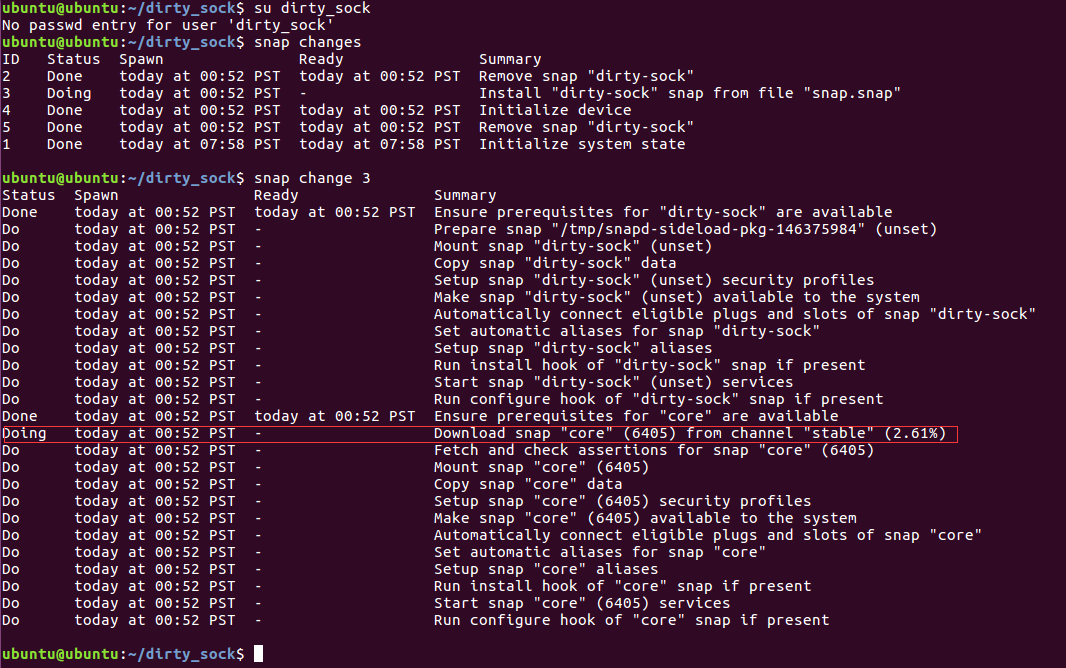 ubuntu@ubuntu:~/dirty_sock$ su dirty_sock
No passwd entry for user 'dirty_sock'
ubuntu@ubuntu:~/dirty_sock$ snap changes
ID   Status  Spawn               Ready               Summary
2    Done    today at 00:52 PST  today at 00:52 PST  Remove snap "dirty-sock"
3    Doing   today at 00:52 PST  -                   Install "dirty-sock" snap from file "snap.snap"
4    Done    today at 00:52 PST  today at 00:52 PST  Initialize device
5    Done    today at 00:52 PST  today at 00:52 PST  Remove snap "dirty-sock"
1    Done    today at 07:58 PST  today at 07:58 PST  Initialize system state
ubuntu@ubuntu:~/dirty_sock$ snap change 3
Status  Spawn               Ready               Summary
Done    today at 00:52 PST  today at 00:52 PST  Ensure prerequisites for "dirty-sock" are available
Do      today at 00:52 PST  -                   Prepare snap "/tmp/snapd-sideload-pkg-146375984" (unset)
Do      today at 00:52 PST  -                   Mount snap "dirty-sock" (unset)
Do      today at 00:52 PST  -                   Copy snap "dirty-sock" data
Do      today at 00:52 PST  -                   Setup snap "dirty-sock" (unset) security profiles
Do      today at 00:52 PST  -                   Make snap "dirty-sock" (unset) available to the system
Do      today at 00:52 PST  -                   Automatically connect eligible plugs and slots of snap "dirty-sock"
Do      today at 00:52 PST  -                   Set automatic aliases for snap "dirty-sock"
Do      today at 00:52 PST  -                   Setup snap "dirty-sock" aliases
Do      today at 00:52 PST  -                   Run install hook of "dirty-sock" snap if present
Do      today at 00:52 PST  -                   Start snap "dirty-sock" (unset) services
Do      today at 00:52 PST  -                   Run configure hook of "dirty-sock" snap if present
Done    today at 00:52 PST  today at 00:52 PST  Ensure prerequisites for "core" are available
Doing   today at 00:52 PST  -                   Download snap "core" (6405) from channel "stable" (2.61%)
Do      today at 00:52 PST  -                   Fetch and check assertions for snap "core" (6405)
Do      today at 00:52 PST  -                   Mount snap "core" (6405)
Do      today at 00:52 PST  -                   Copy snap "core" data
Do      today at 00:52 PST  -                   Setup snap "core" (6405) security profiles
Do      today at 00:52 PST  -                   Make snap "core" (6405) available to the system
Do      today at 00:52 PST  -                   Automatically connect eligible plugs and slots of snap "core"
Do      today at 00:52 PST  -                   Set automatic aliases for snap "core"
Do      today at 00:52 PST  -                   Setup snap "core" aliases
Do      today at 00:52 PST  -                   Run install hook of "core" snap if present
Do      today at 00:52 PST  -                   Start snap "core" (6405) services
Do      today at 00:52 PST  -                   Run configure hook of "core" snap if present
ubuntu@ubuntu:~/dirty_sock$